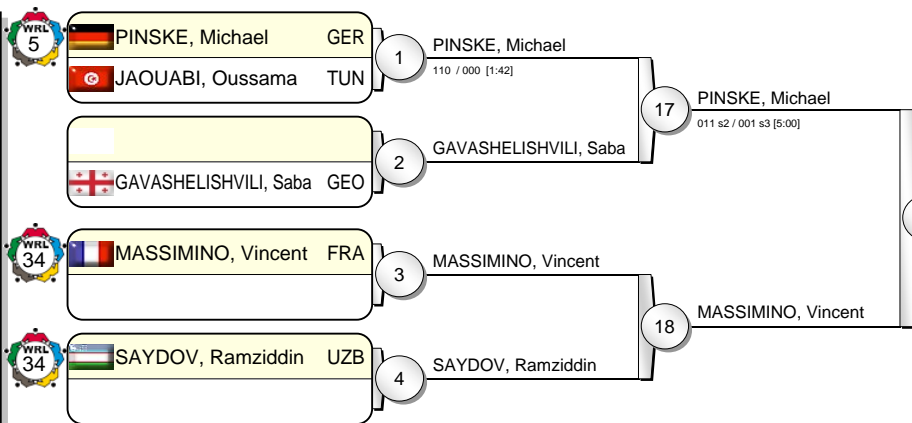 WRL
5
PINSKE, Michael GER
JAOUABI, Oussama TUN
1
PINSKE, Michael
110 / 000 [1:42]
GAVASHELISHVILI, Saba GEO
2
GAVASHELISHVILI, Saba
17
PINSKE, Michael
011 s2 / 001 s3 [5:00]
WRL
34
MASSIMINO, Vincent FRA
3
MASSIMINO, Vincent
WRL
34
SAYDOV, Ramziddin UZB
4
SAYDOV, Ramziddin
18
MASSIMINO, Vincent